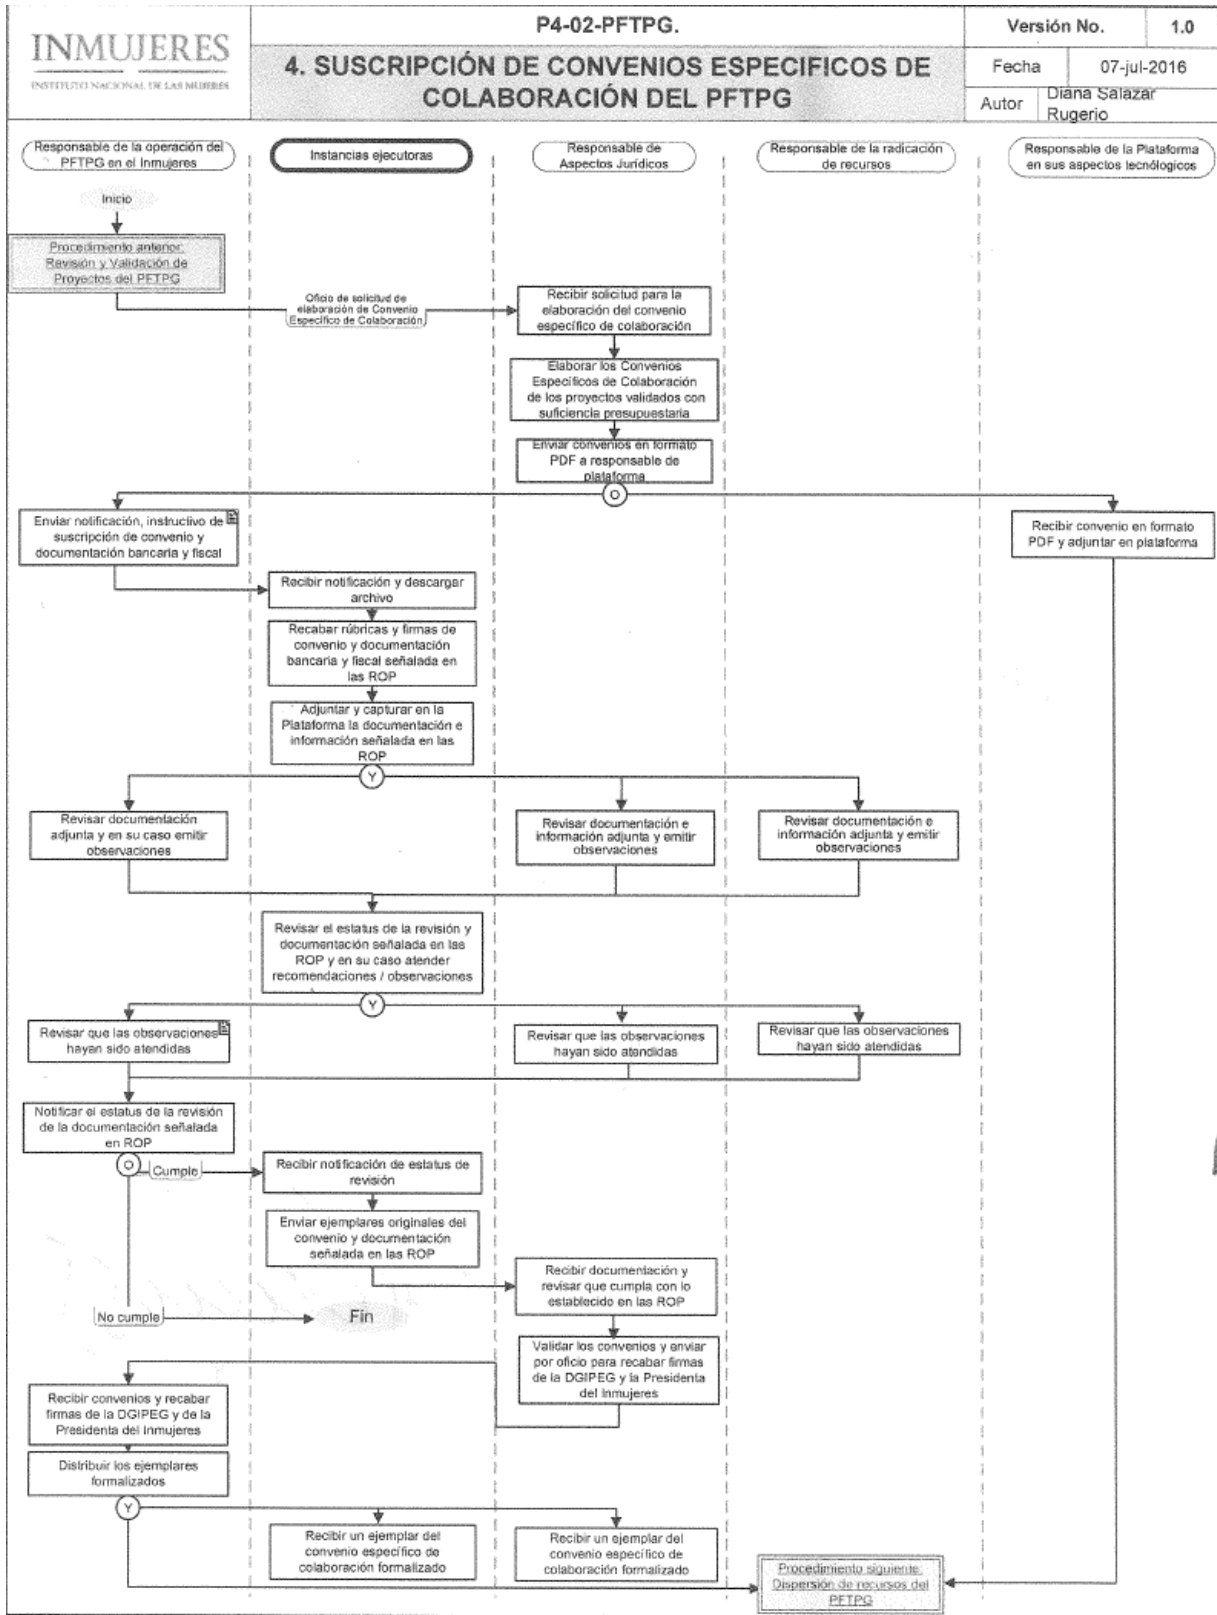 INMUJERES
INSTITUTO NACIONAL DE LAS MUJERES
P4-02-PFTPG.
4. SUSCRIPCIÓN DE CONVENIOS ESPECIFICOS DE
COLABORACIÓN DEL PFTPG
Versión No. 1.0
Fecha 07-jul-2016
Autor Diana Salazar
Rugerio
Responsable de la operación del
PFTPG en el Inmujeres
Instancias ejecutoras
Responsable de
Aspectos Jurídicos
Responsable de la radicación
de recursos
Responsable de la Plataforma
en sus aspectos tecnólogicos
Inicio
Procedimiento anterior:
Revisión y Validación de
Proyectos del PFTPG
Oficio de solicitud de
elaboración de Convenio
Específico de Colaboración
Recibir solicitud para la
elaboración del convenio
específico de colaboración
Elaborar los Convenios
Específicos de Colaboración
de los proyectos validados con
suficiencia presupuestaria
Enviar convenios en formato
PDF a responsable de
plataforma
O
Enviar notificación, instructivo de
suscripción de convenio y
documentación bancaria y fiscal
Recibir convenio en formato
PDF y adjuntar en plataforma
Recibir notificación y descargar
archivo
Recabar rúbricas y firmas de
convenio y documentación
bancaria y fiscal señalada en
las ROP
Adjuntar y capturar en la
Plataforma la documentación e
información señalada en las
ROP
Y
Revisar documentación
adjunta y en su caso emitir
observaciones
Revisar documentación e
información adjunta y emitir
observaciones
Revisar documentación e
información adjunta y emitir
observaciones
Revisar el estatus de la revisión y
documentación señalada en las
ROP y en su caso atender
recomendaciones / observaciones
Y
Revisar que las observaciones
hayan sido atendidas
Revisar que las observaciones
hayan sido atendidas
Revisar que las observaciones
hayan sido atendidas
Notificar el estatus de la revisión
de la documentación señalada
en ROP
O
Cumple
Recibir notificación de estatus de
revisión
Enviar ejemplares originales del
convenio y documentación
señalada en las ROP
Recibir documentación y
revisar que cumpla con lo
establecido en las ROP
No cumple
Fin
Validar los convenios y enviar
por oficio para recabar firmas
de la DGIPEG y la Presidenta
del Inmujeres
Recibir convenios y recabar
firmas de la DGIPEG y de la
Presidenta del Inmujeres
Distribuir los ejemplares
formalizados
Y
Recibir un ejemplar del
convenio específico de
colaboración formalizado
Recibir un ejemplar del
convenio específico de
colaboración formalizado
Procedimiento siguiente:
Dispersión de recursos del
PFTPG